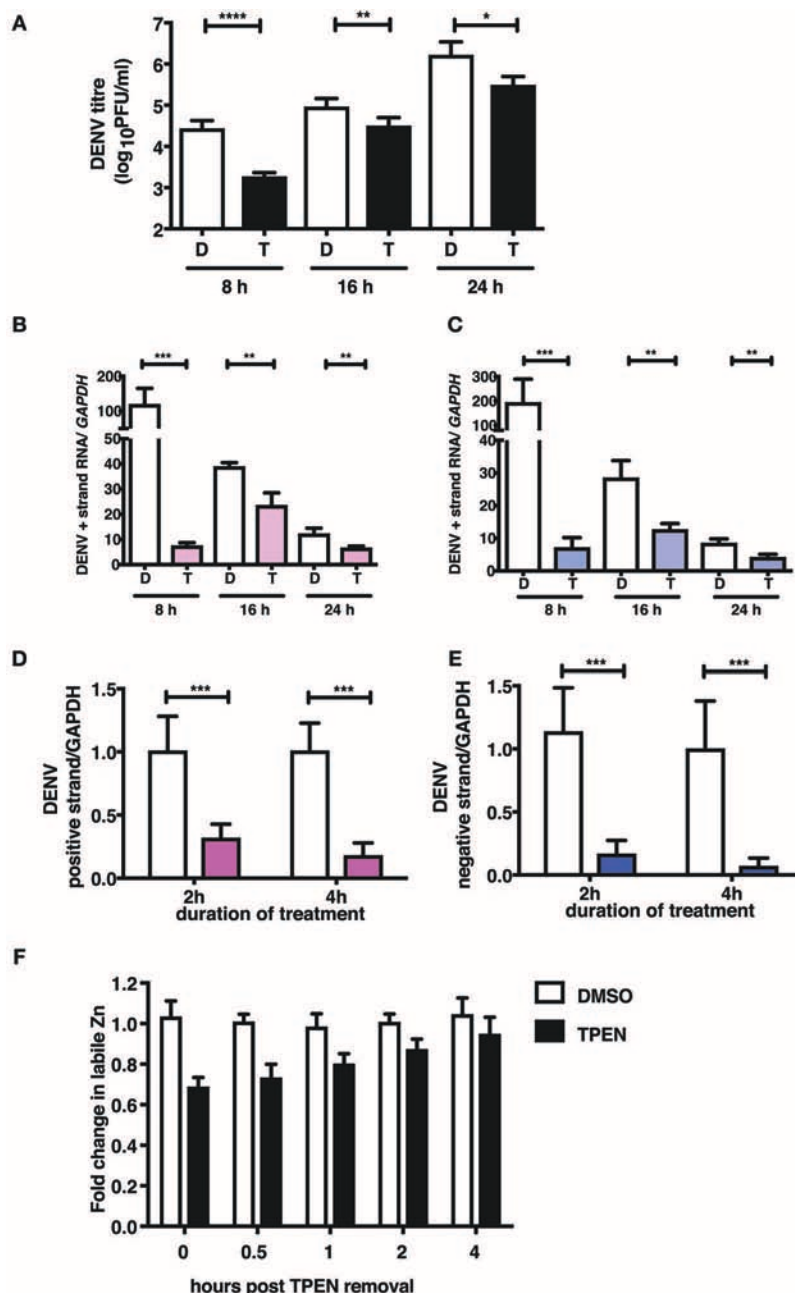 A
****
**
*
7
6
5
4
3
2
DENV titre
(log10PFU/ml)
D T D T D T
8 h 16 h 24 h
B
***
**
**
200
100
50
40
30
20
10
0
DENV + strand RNA/ GAPDH
D T D T D T
8 h 16 h 24 h
C
***
**
**
300
200
100
40
30
20
10
0
DENV + strand RNA/ GAPDH
D T D T D T
8 h 16 h 24 h
D
***
***
1.5
1.0
0.5
0.0
DENV
positive strand/GAPDH
2h 4h
duration of treatment
E
***
***
1.5
1.0
0.5
0.0
DENV
negative strand/GAPDH
2h 4h
duration of treatment
F
1.2
1.0
0.8
0.6
0.4
0.2
0.0
Fold change in labile Zn
0 0.5 1 2 4
hours post TPEN removal
DMSO
TPEN